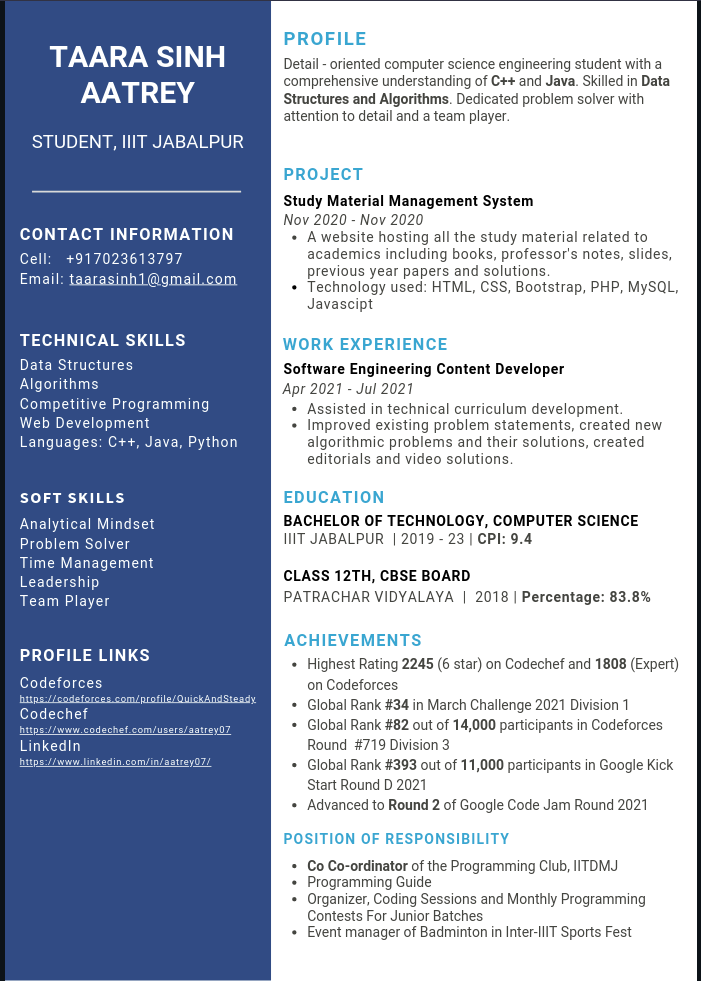 TAARA SINH
AATREY
STUDENT, IIIT JABALPUR
CONTACT INFORMATION
Cell: +917023613797
Email: taarasinh1@gmail.com
TECHNICAL SKILLS
Data Structures
Algorithms
Competitive Programming
Web Development
Languages: C++, Java, Python
SOFT SKILLS
Analytical Mindset
Problem Solver
Time Management
Leadership
Team Player
PROFILE LINKS
Codeforces
https://codeforces.com/profile/QuickAndSteady
Codechef
https://www.codechef.com/users/aatrey07
LinkedIn
https://www.linkedin.com/in/aatrey07/
PROFILE
Detail - oriented computer science engineering student with a
comprehensive understanding of C++ and Java. Skilled in Data
Structures and Algorithms. Dedicated problem solver with
attention to detail and a team player.
PROJECT
Study Material Management System
Nov 2020 - Nov 2020
• A website hosting all the study material related to
academics including books, professor's notes, slides,
previous year papers and solutions.
• Technology used: HTML, CSS, Bootstrap, PHP, MySQL,
Javascipt
WORK EXPERIENCE
Software Engineering Content Developer
Apr 2021 - Jul 2021
• Assisted in technical curriculum development.
• Improved existing problem statements, created new
algorithmic problems and their solutions, created
editorials and video solutions.
EDUCATION
BACHELOR OF TECHNOLOGY, COMPUTER SCIENCE
IIIT JABALPUR | 2019 - 23 | CPI: 9.4
CLASS 12TH, CBSE BOARD
PATRACHAR VIDYALAYA | 2018 | Percentage: 83.8%
ACHIEVEMENTS
• Highest Rating 2245 (6 star) on Codechef and 1808 (Expert)
on Codeforces
• Global Rank #34 in March Challenge 2021 Division 1
• Global Rank #82 out of 14,000 participants in Codeforces
Round #719 Division 3
• Global Rank #393 out of 11,000 participants in Google Kick
Start Round D 2021
• Advanced to Round 2 of Google Code Jam Round 2021
POSITION OF RESPONSIBILITY
• Co Co-ordinator of the Programming Club, IITDMJ
• Programming Guide
• Organizer, Coding Sessions and Monthly Programming
Contests For Junior Batches
• Event manager of Badminton in Inter-IIIT Sports Fest